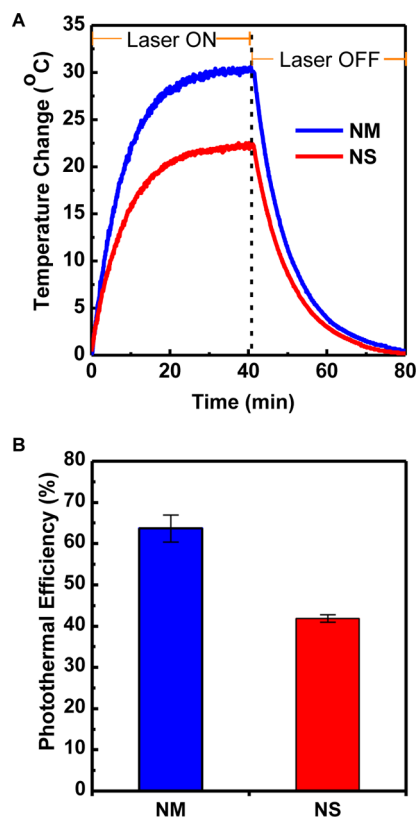 A
Laser ON
Laser OFF
Temperature Change (°C)
35
30
25
20
15
10
5
0
NM
NS
0 20 40 60 80
Time (min)
B
Photothermal Efficiency (%)
80
70
60
50
40
30
20
10
0
NM NS